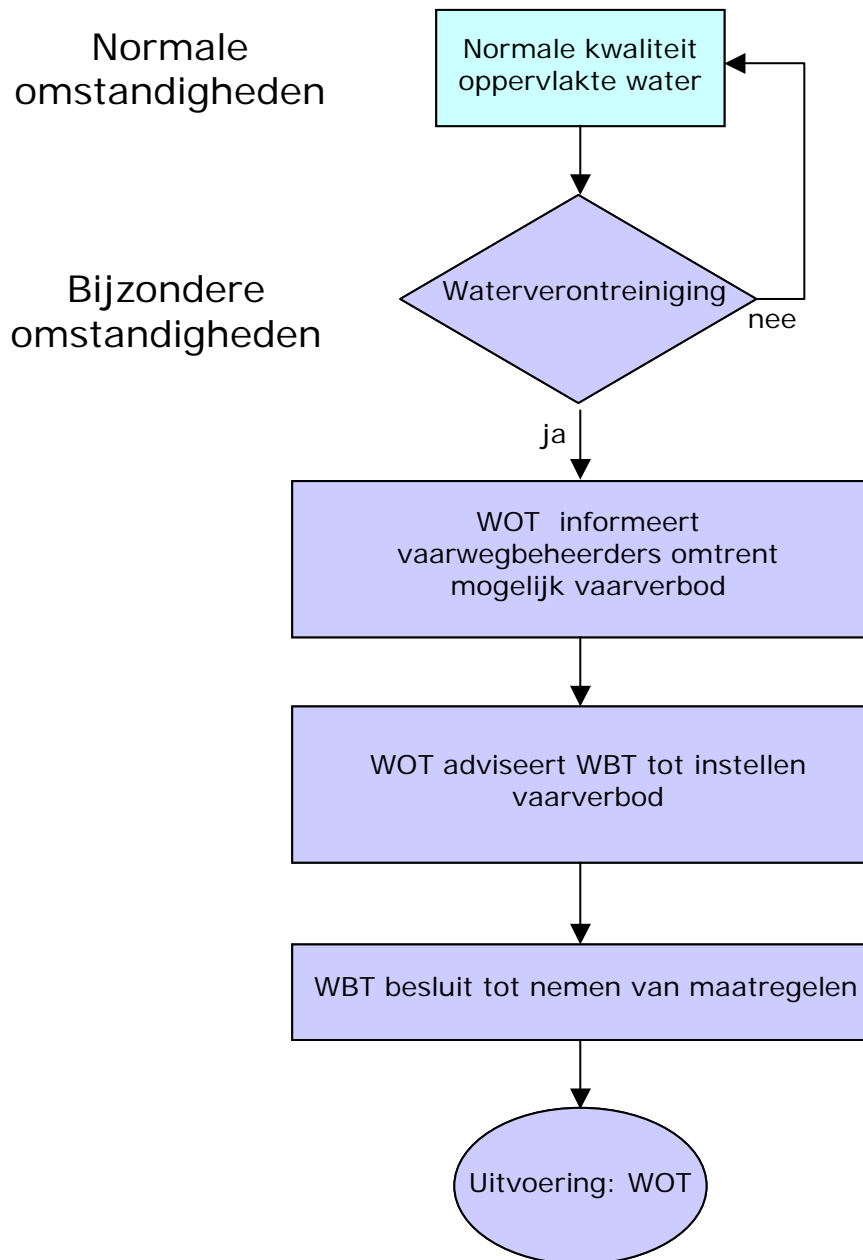 Normale
omstandigheden
Normale kwaliteit
oppervlakte water
Bijzondere
omstandigheden
Waterverontreiniging
nee
ja
WOT informeert
vaarwegbeheerders omtrent
mogelijk vaarverbod
WOT adviseert WBT tot instellen
vaarverbod
WBT besluit tot nemen van maatregelen
Uitvoering: WOT